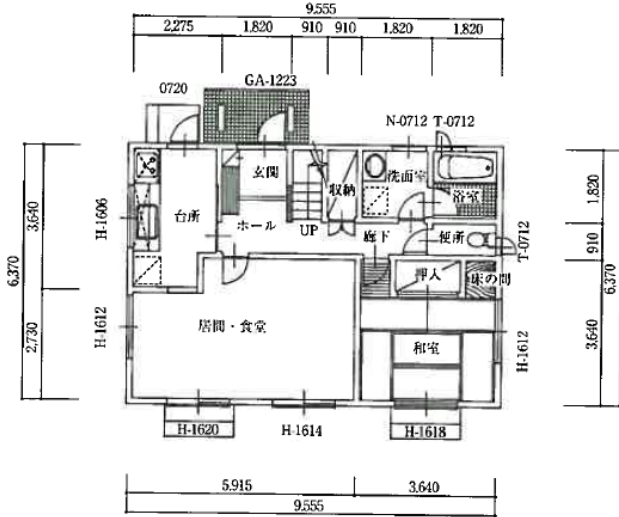 9.555
2,275
1,820
910
910
1,820
1,820
0720
GA-1223
N-0712
T-0712
玄関
収納
洗面室
浴室
台所
ホール
UP
廊下
便所
T-0712
押入
床の間
居間・食堂
和室
H-1606
H-1612
3,640
2,730
6,370
1,820
910
3.640
6,370
H-1612
H-1620
H-1614
H-1618
5.915
3,640
9.555